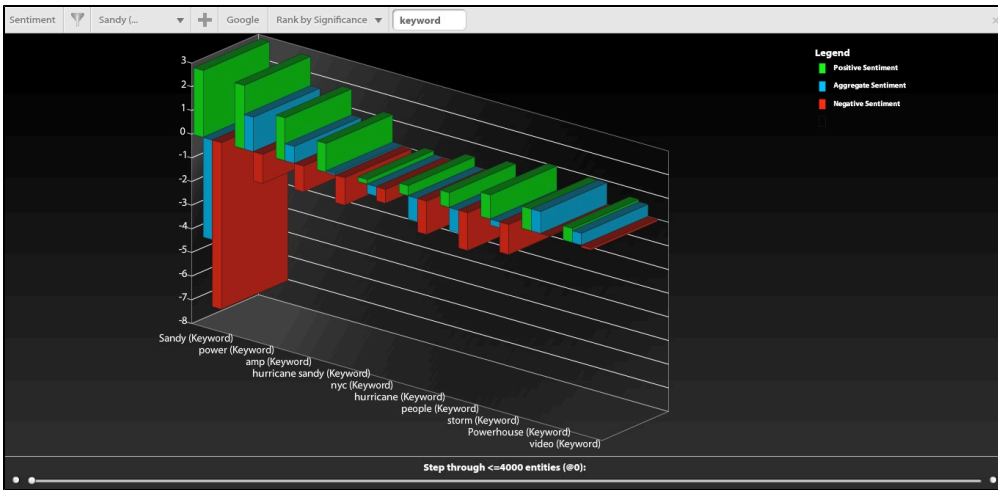 Sentiment Sandy (... Google Rank by Significance keyword
Legend
Positive Sentiment
Aggregate Sentiment
Negative Sentiment
3
2
1
0
-1
-2
-3
-4
-5
-6
-7
-8
Sandy (Keyword)
power (Keyword)
amp (Keyword)
hurricane sandy (Keyword)
nyc (Keyword)
hurricane (Keyword)
people (Keyword)
storm (Keyword)
Powerhouse (Keyword)
video (Keyword)
Step through <=4000 entities (@0):